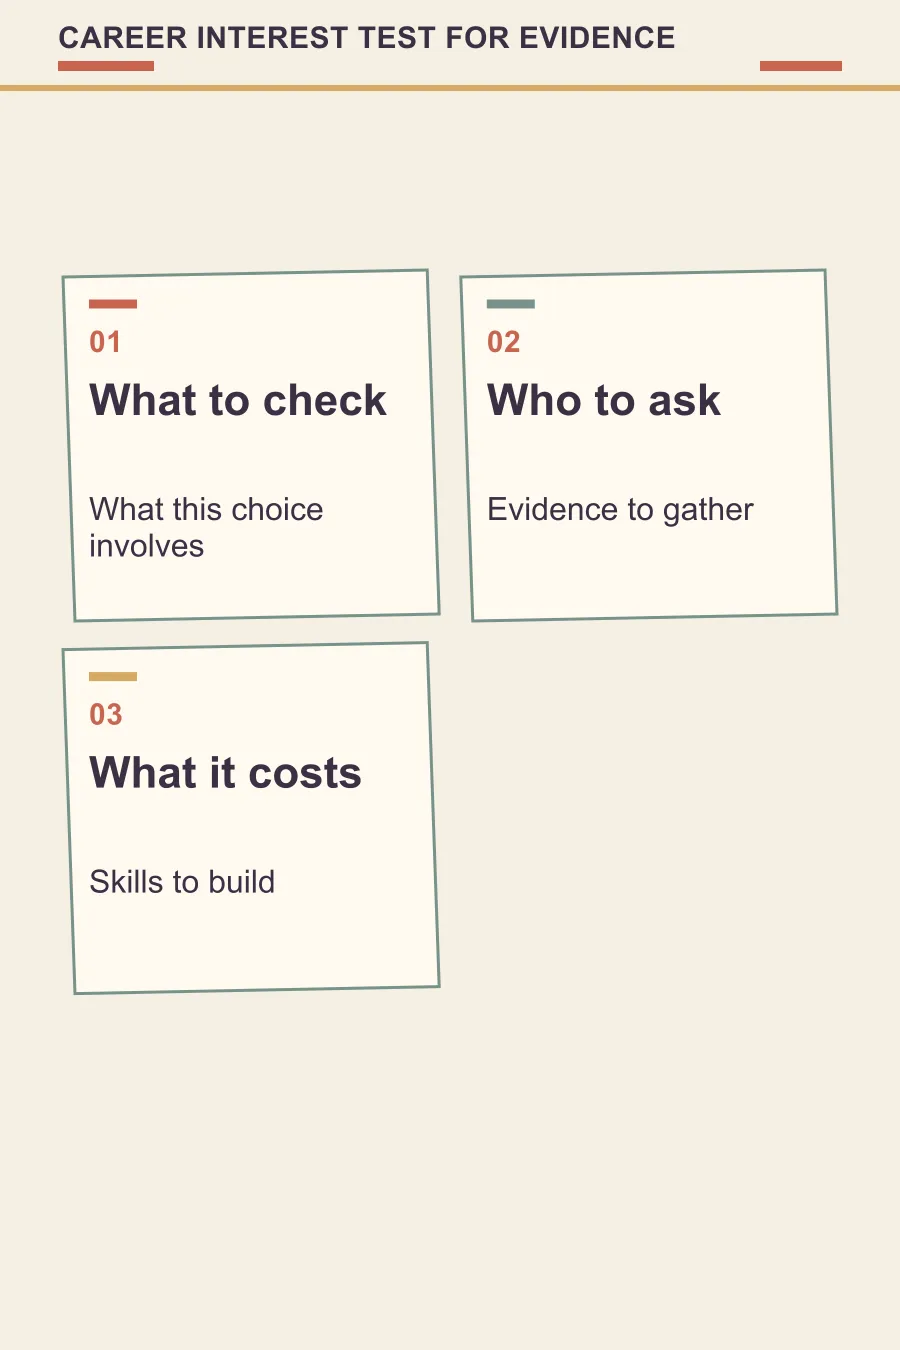 CAREER INTEREST TEST FOR EVIDENCE
01
What to check
What this choice
involves
02
Who to ask
Evidence to gather
03
What it costs
Skills to build